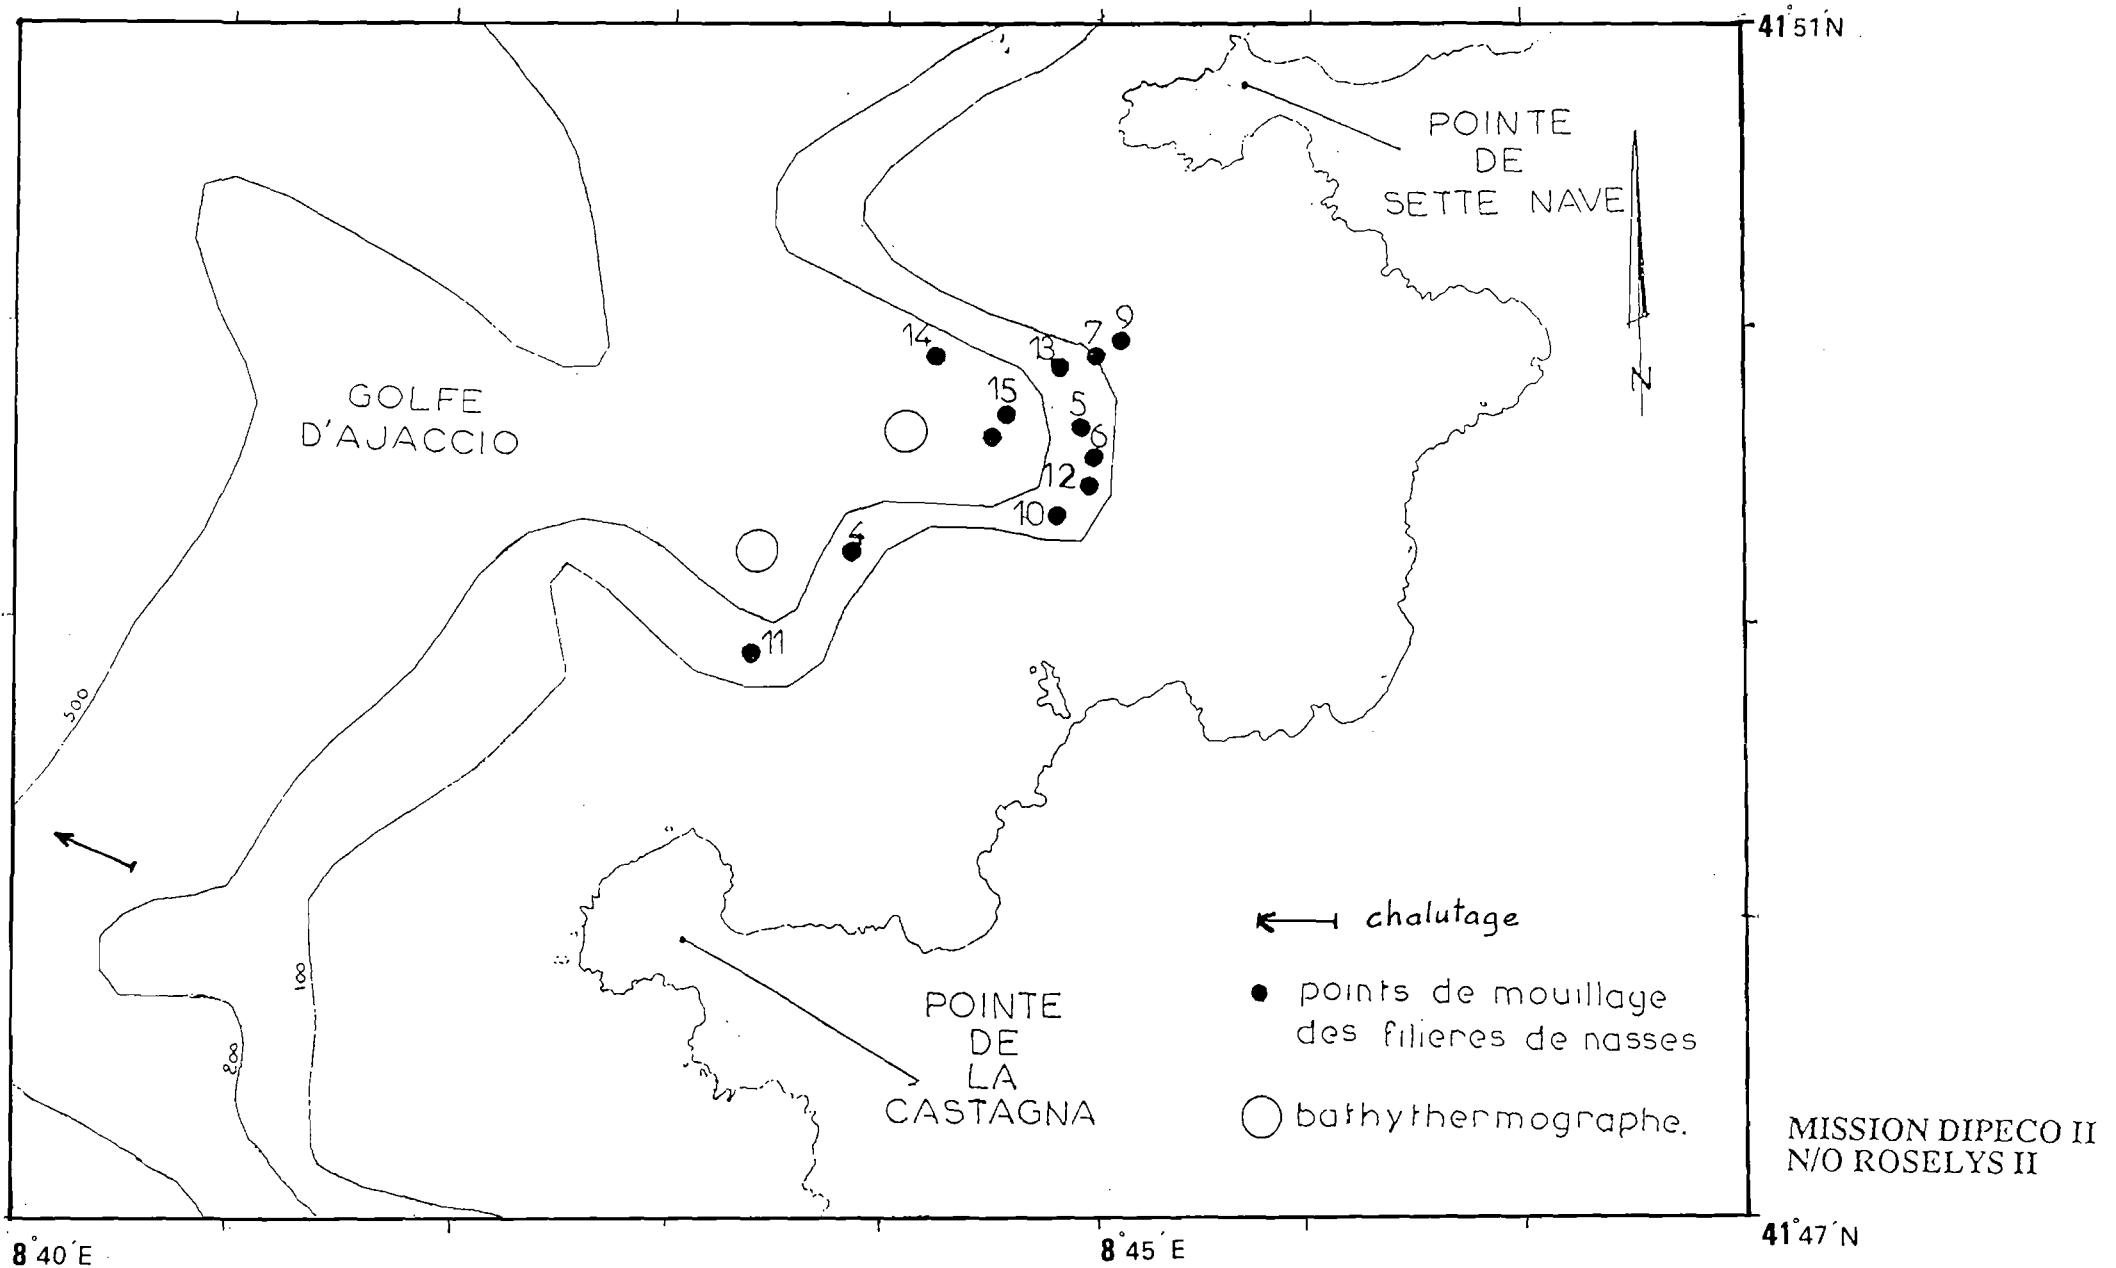 41°51'N
POINTE
DE
SETTE NAVE
N
9
7
14
13
15
5
6
12
10
4
11
GOLFE
D'AJACCIO
500
100
200
POINTE
DE
LA
CASTAGNA
chalutage
points de mouillage
des filieres de nasses
bathythermographe.
MISSION DIPECO II
N/O ROSELYS II
8°40'E
8°45'E
41°47'N